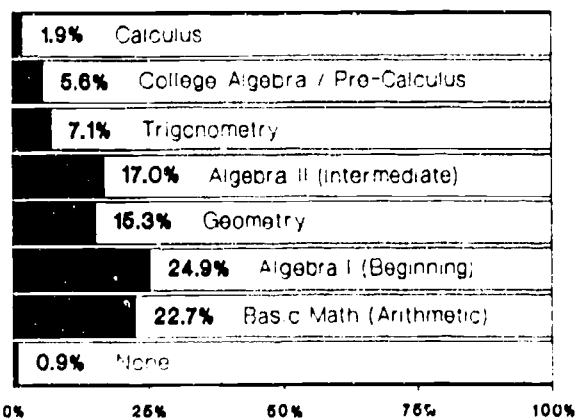 1.9% Calculus
5.6% College Algebra / Pre-Calculus
7.1% Trigonometry
17.0% Algebra II (Intermediate)
15.3% Geometry
24.9% Algebra I (Beginning)
22.7% Basic Math (Arithmetic)
0.9% None
0% 25% 50% 75% 100%